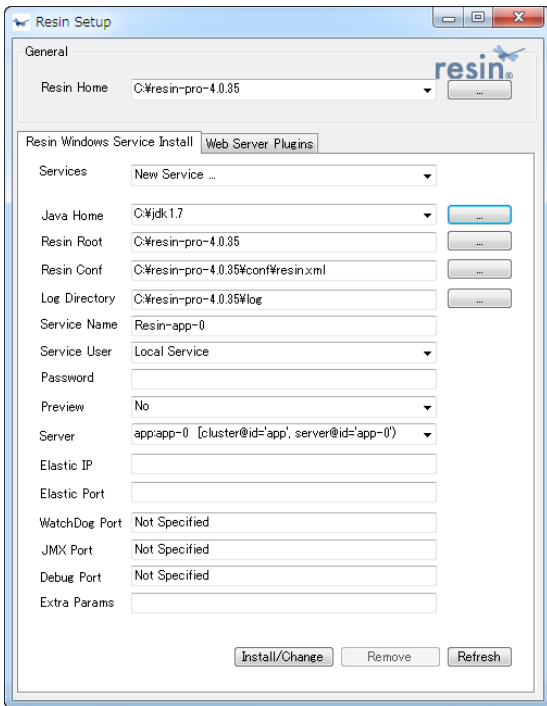 Resin Setup
General
resin®
Resin Home C:¥resin-pro-4.0.35 ...
Resin Windows Service Install Web Server Plugins
Services New Service ...
Java Home C:¥jdk1.7 ...
Resin Root C:¥resin-pro-4.0.35 ...
Resin Conf C:¥resin-pro-4.0.35¥conf¥resin.xml ...
Log Directory C:¥resin-pro-4.0.35¥log ...
Service Name Resin-app-0
Service User Local Service
Password
Preview No
Server app:app-0 [cluster@id='app', server@id='app-0')
Elastic IP
Elastic Port
WatchDog Port Not Specified
JMX Port Not Specified
Debug Port Not Specified
Extra Params
Install/Change Remove Refresh